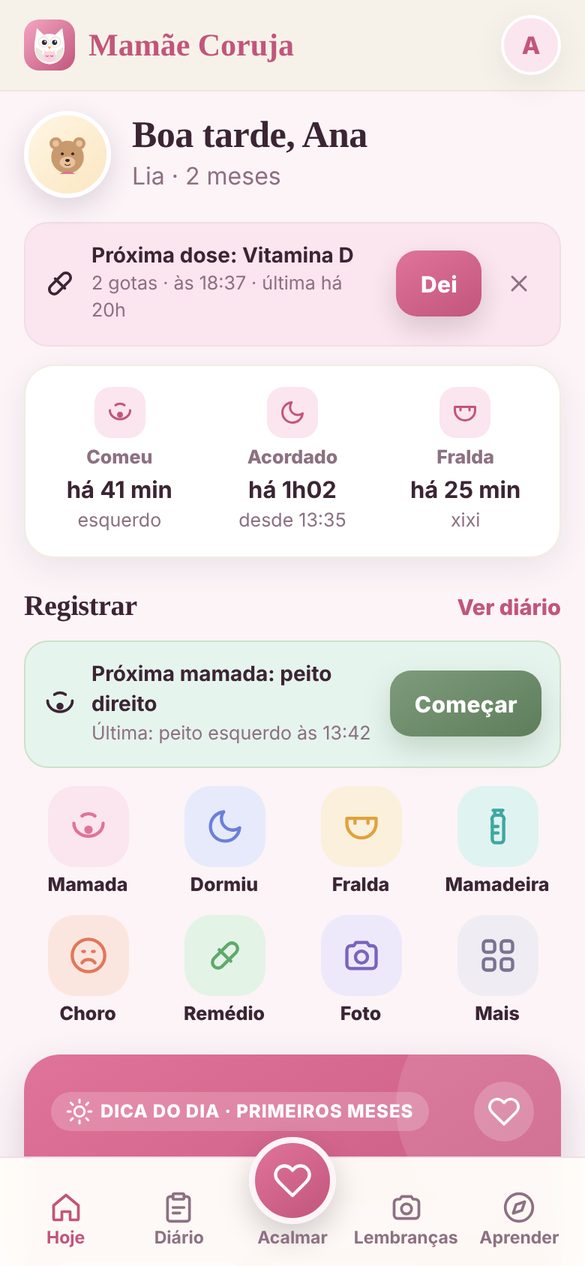 Mamãe Coruja
A
Boa tarde, Ana
Lia · 2 meses
Próxima dose: Vitamina D
2 gotas · às 18:37 · última há
20h
Dei
Comeu
há 41 min
esquerdo
Acordado
há 1h02
desde 13:35
Fralda
há 25 min
xixi
Registrar
Ver diário
Próxima mamada: peito
direito
Última: peito esquerdo às 13:42
Começar
Mamada
Dormiu
Fralda
Mamadeira
Choro
Remédio
Foto
Mais
DICA DO DIA · PRIMEIROS MESES
Hoje
Diário
Acalmar
Lembranças
Aprender